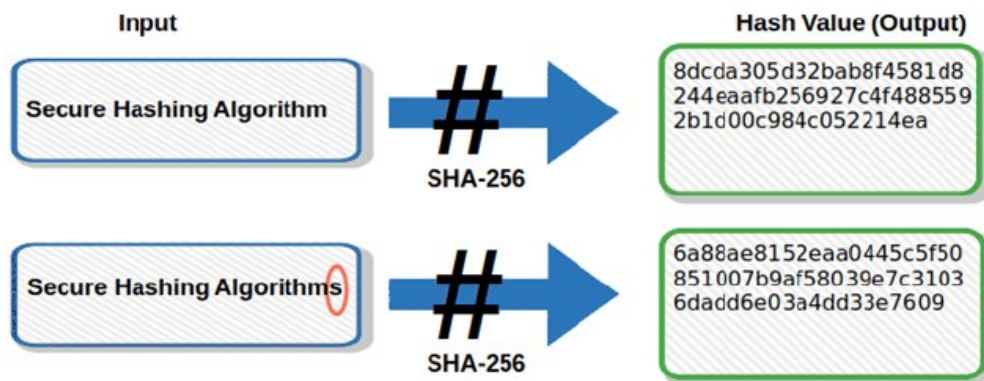 Input
Hash Value (Output)
Secure Hashing Algorithm
#
SHA-256
8dcda305d32bab8f4581d8
244eaafb256927c4f488559
2b1d00c984c052214ea
Secure Hashing Algorithms
#
SHA-256
6a88ae8152eaa0445c5f50
851007b9af58039e7c3103
6dadd6e03a4dd33e7609